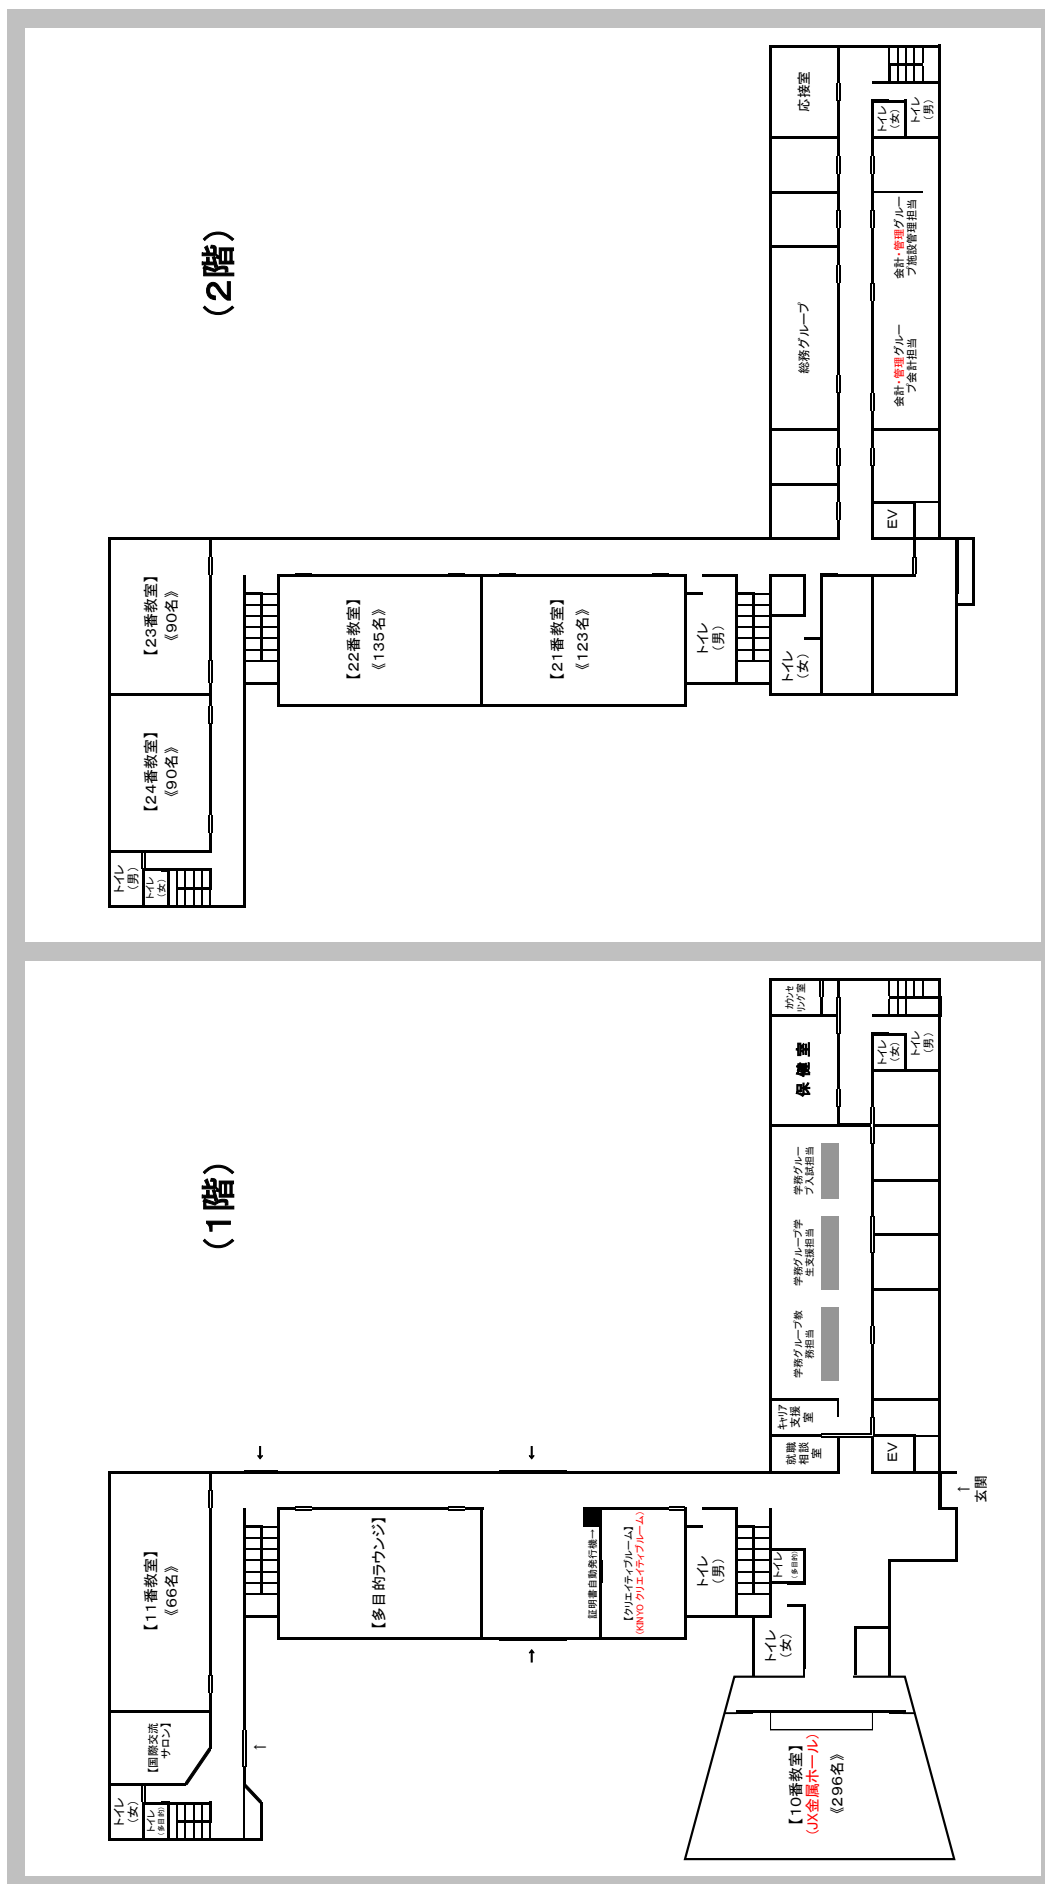 （2階）
応接室
トイレ
（女）
トイレ
（男）
会計・管理グルー
プ施設管理担当
総務グループ
会計・管理グルー
プ会計担当
EV
【23番教室】
《90名》
【24番教室】
《90名》
トイレ
（男）
トイレ
（女）
【22番教室】
《135名》
【21番教室】
《123名》
トイレ
（男）
トイレ
（女）
（1階）
カウンセ
リング室
保健室
トイレ
（女）
トイレ
（男）
学務グルー
プ入試担当
学務グループ学
生支援担当
学務グループ教
務担当
キャリア
支援
室
就職
相談
室
EV
↑
玄関
↓
↓
【11番教室】
《66名》
【国際交流
サロン】
トイレ
（女）
トイレ
（多目的）
↑
【多目的ラウンジ】
証明書自動発行機→
↑
【クリエイティブルーム】
（KINYO クリエイティブルーム）
トイレ
（男）
トイレ
（多目的）
トイレ
（女）
【10番教室】
（JX金属ホール）
《296名》